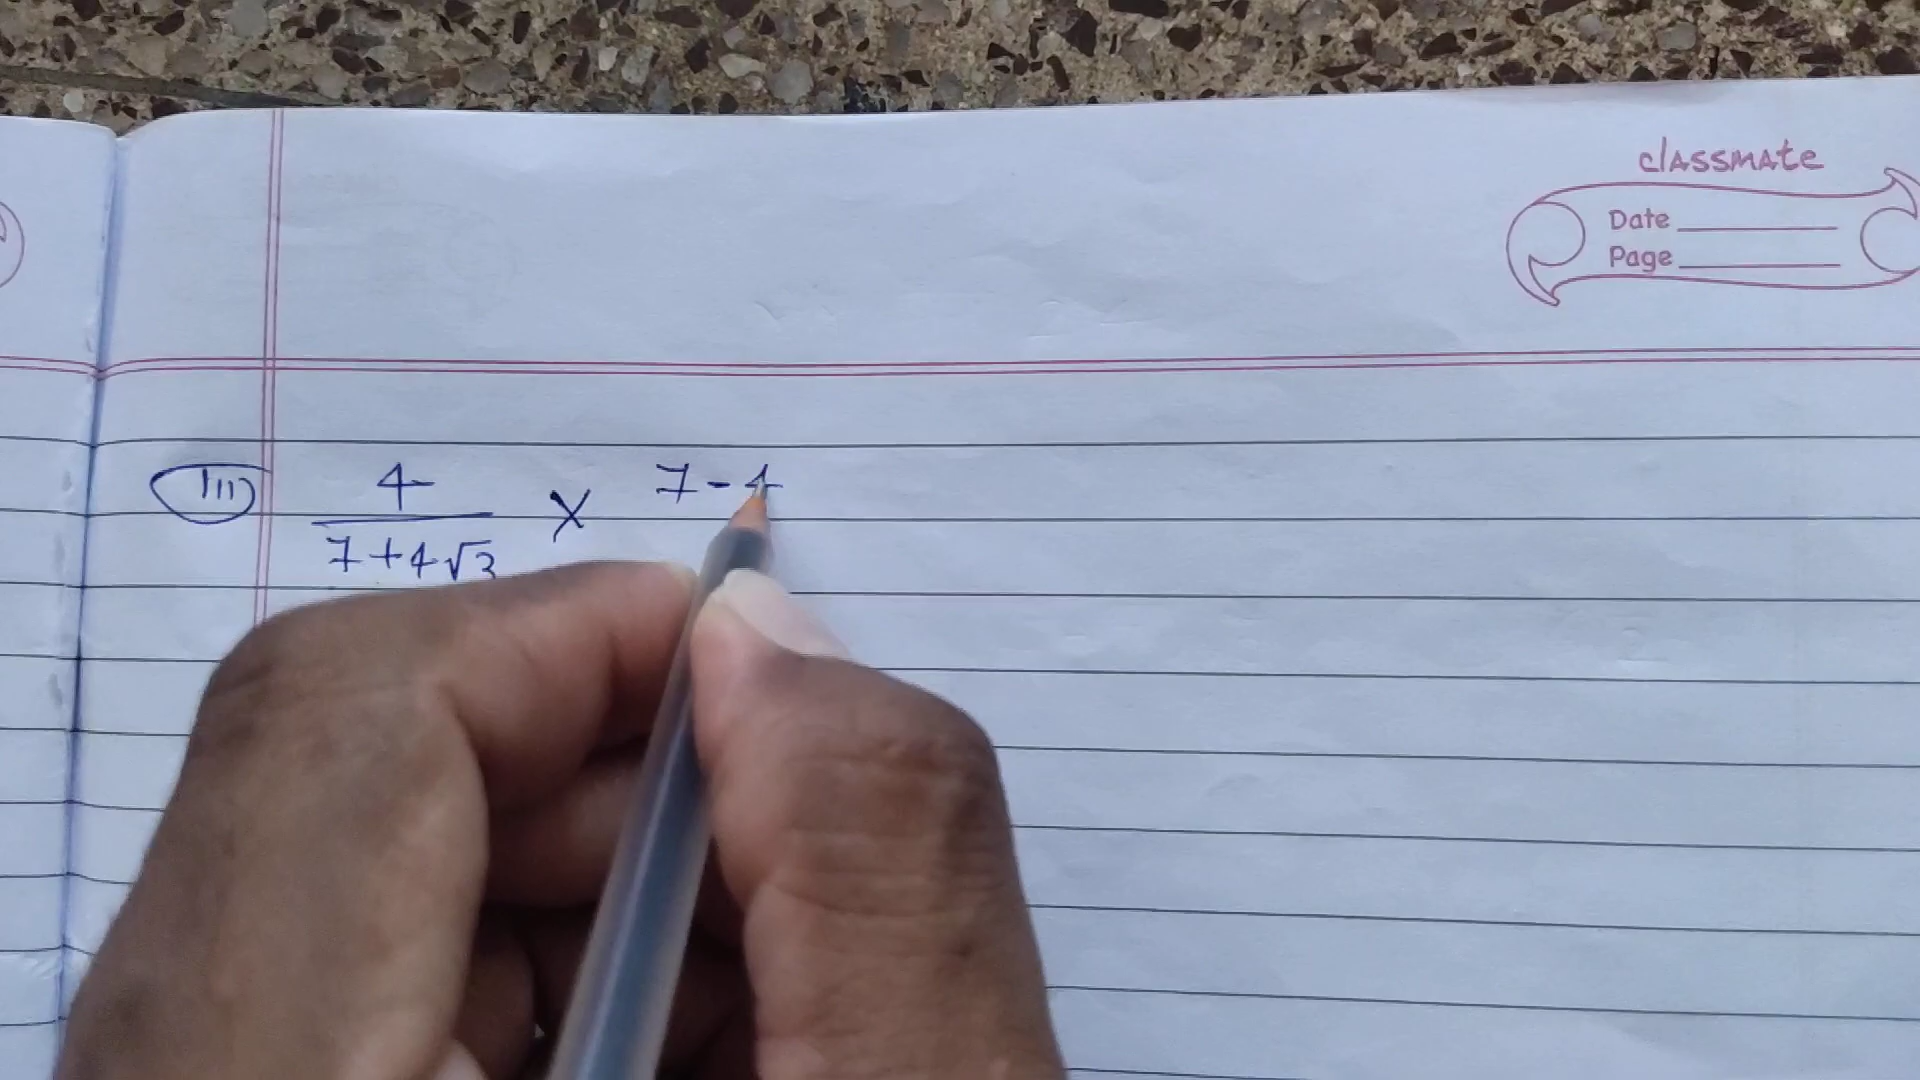 classmate
Date
Page
(iii) 4/(7+4√3) × 7-4